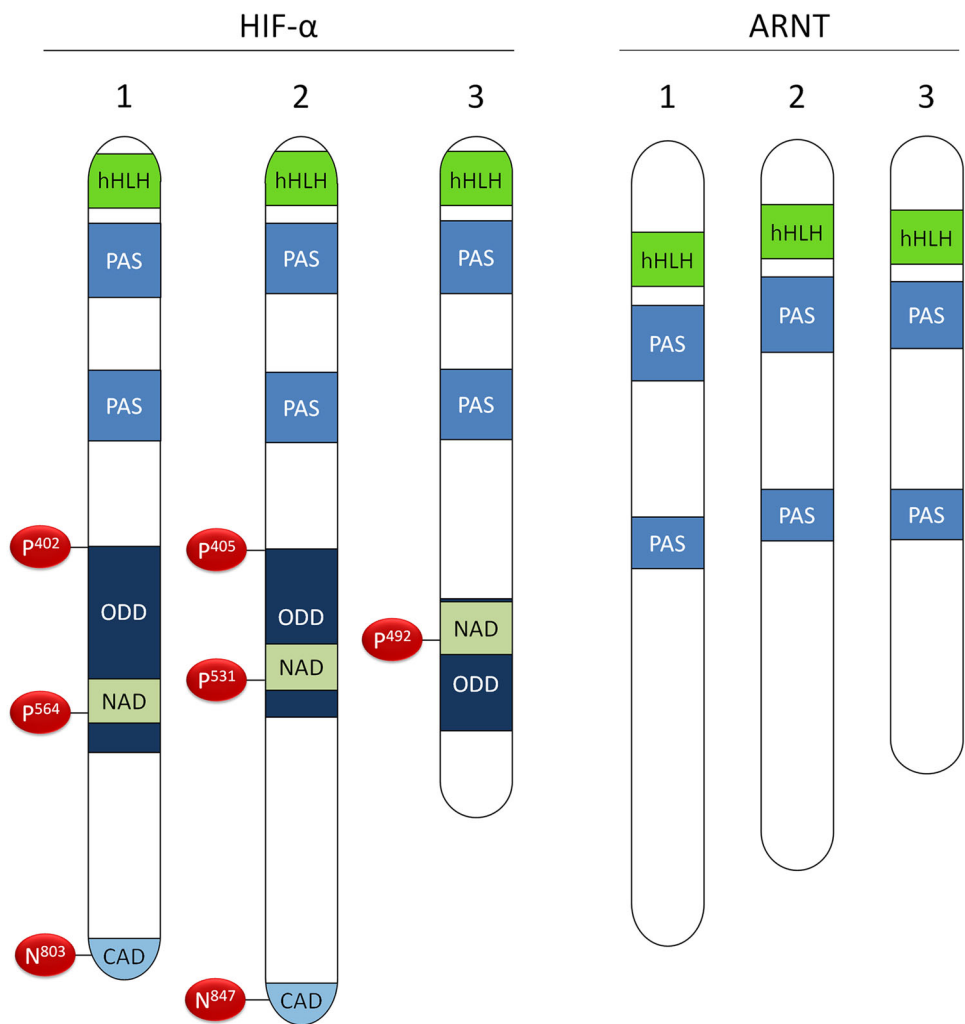 HIF-α
ARNT
1
2
3
1
2
3
hHLH
hHLH
hHLH
hHLH
hHLH
hHLH
PAS
PAS
PAS
PAS
PAS
PAS
PAS
PAS
PAS
PAS
PAS
PAS
P⁴⁰²
P⁴⁰⁵
ODD
ODD
NAD
P⁴⁹²
NAD
P⁵³¹
ODD
NAD
P⁵⁶⁴
N⁸⁰³
CAD
N⁸⁴⁷
CAD